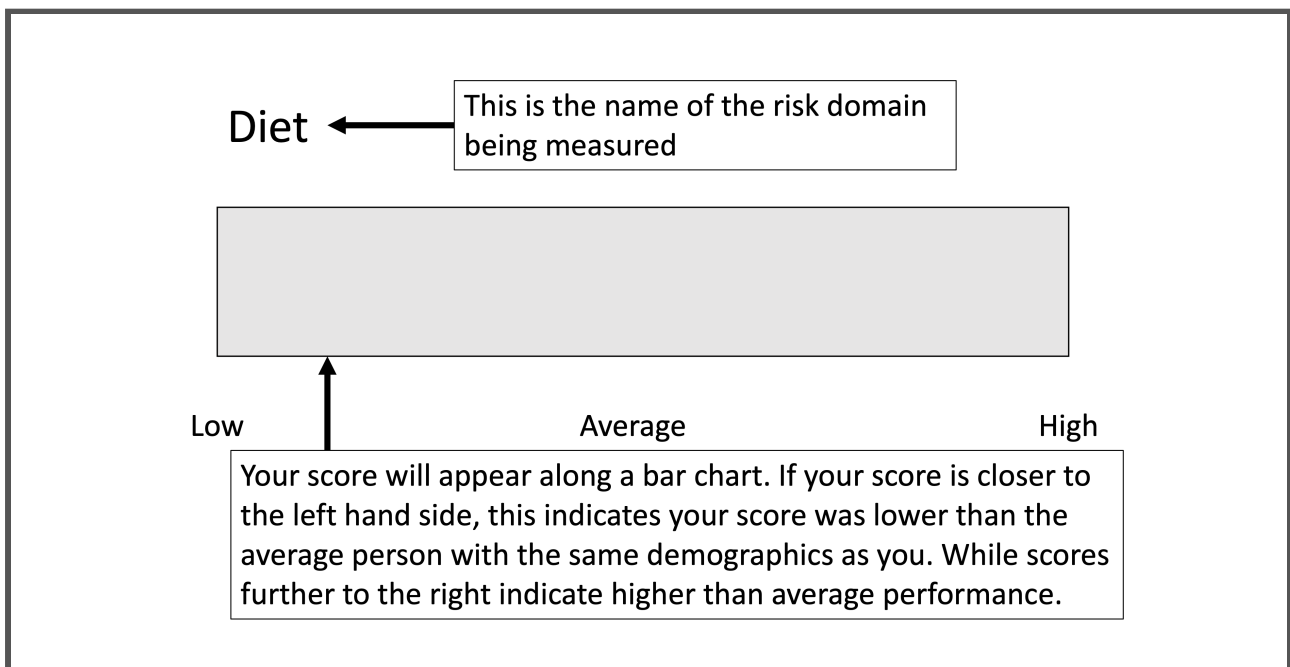 Diet
This is the name of the risk domain
being measured
Low
Average
High
Your score will appear along a bar chart. If your score is closer to
the left hand side, this indicates your score was lower than the
average person with the same demographics as you. While scores
further to the right indicate higher than average performance.